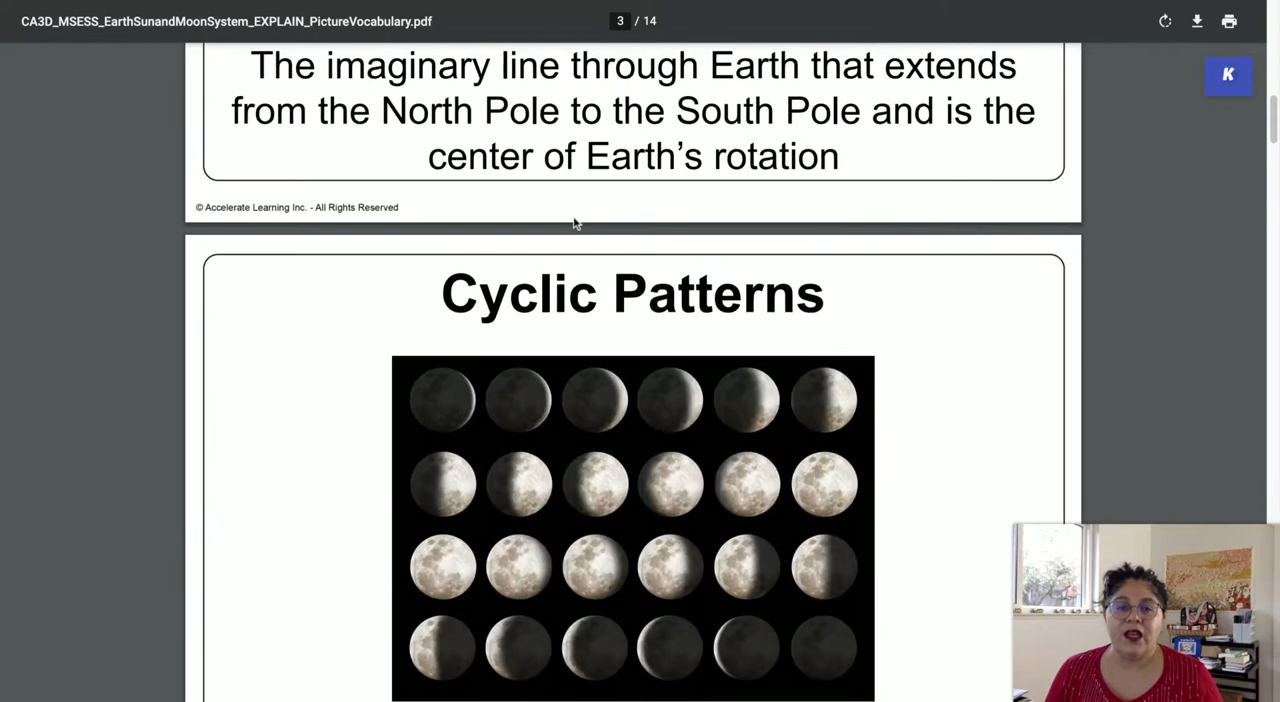 CA3D_MSESS_EarthSunandMoonSystem_EXPLAIN_PictureVocabulary.pdf
3 / 14
K
The imaginary line through Earth that extends
from the North Pole to the South Pole and is the
center of Earth’s rotation
© Accelerate Learning Inc. - All Rights Reserved
Cyclic Patterns